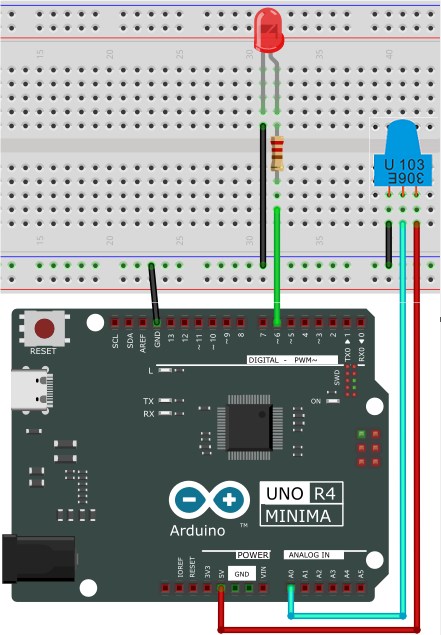 15 20 25 30 35 40
U 103
306E
15 20 25 30 35 40
RESET
SCL SDA AREF GND 13 12 ~11 ~10 ~9 8 7 ~6 ~5 4 ~3 2 TX0▶1 RX0◀0
DIGITAL - PWM~
L
SWD
TX
RX
ON
UNO R4
MINIMA
Arduino™
POWER ANALOG IN
IOREF RESET 3V3 5V GND VIN A0 A1 A2 A3 A4 A5